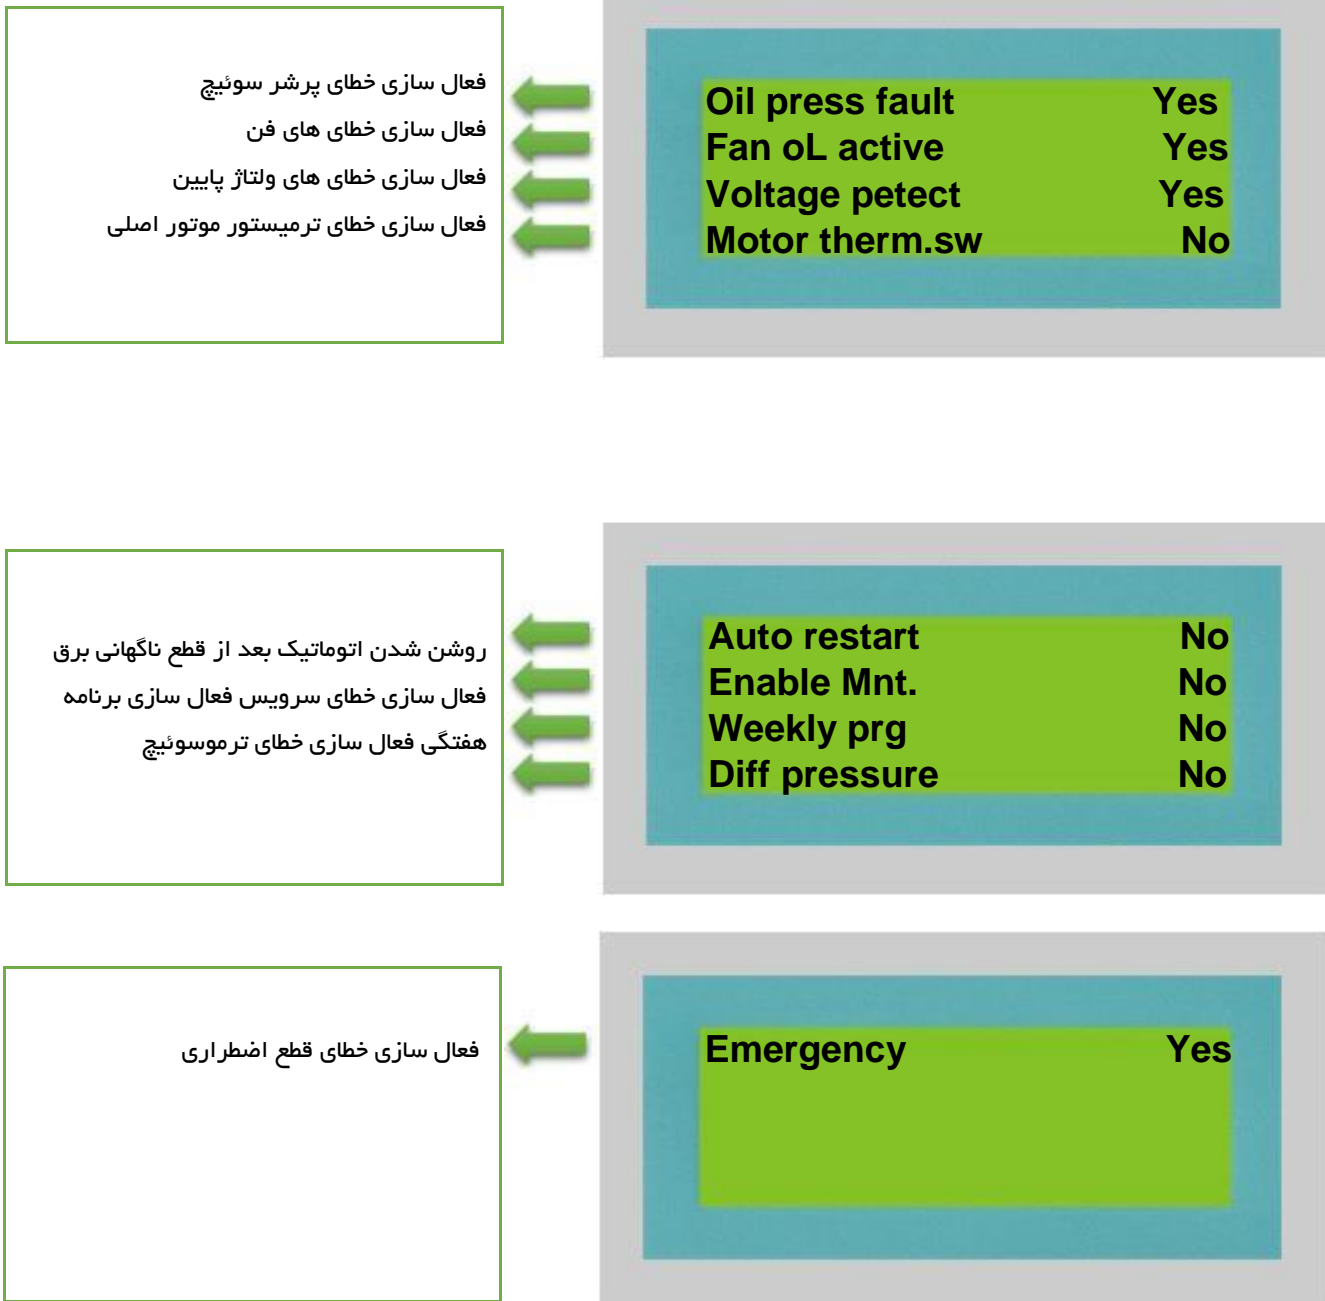 فعال سازی خطای پرشر سوئیچ
فعال سازی خطای های فن
فعال سازی خطای های ولتاژ پایین
فعال سازی خطای ترمیستور موتور اصلی
Oil press fault Yes
Fan oL active Yes
Voltage petect Yes
Motor therm.sw No
روشن شدن اتوماتیک بعد از قطع ناگهانی برق
فعال سازی خطای سرویس فعال سازی برنامه
هفتگی فعال سازی خطای ترموسوئیچ
Auto restart No
Enable Mnt. No
Weekly prg No
Diff pressure No
فعال سازی خطای قطع اضطراری
Emergency Yes